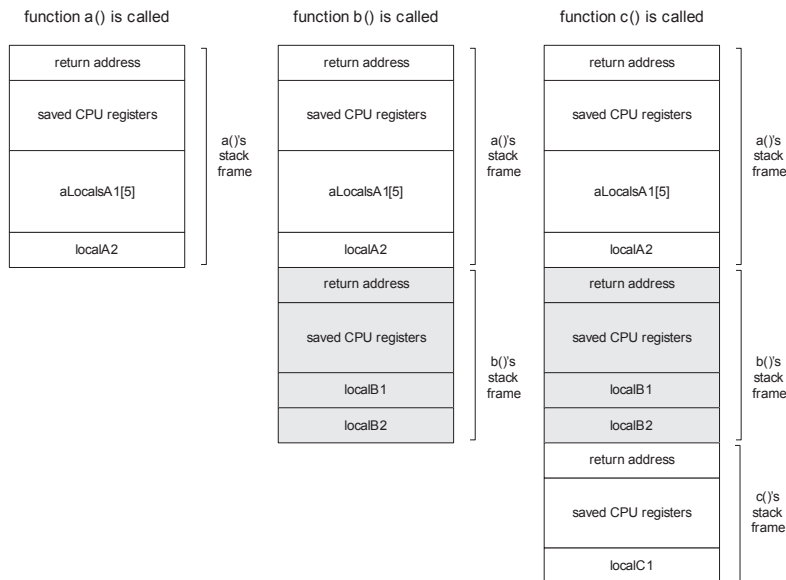 function a() is called
return address
saved CPU registers
aLocalsA1[5]
localA2
a()'s
stack
frame
function b() is called
return address
saved CPU registers
aLocalsA1[5]
localA2
return address
saved CPU registers
localB1
localB2
a()'s
stack
frame
b()'s
stack
frame
function c() is called
return address
saved CPU registers
aLocalsA1[5]
localA2
return address
saved CPU registers
localB1
localB2
return address
saved CPU registers
localC1
a()'s
stack
frame
b()'s
stack
frame
c()'s
stack
frame